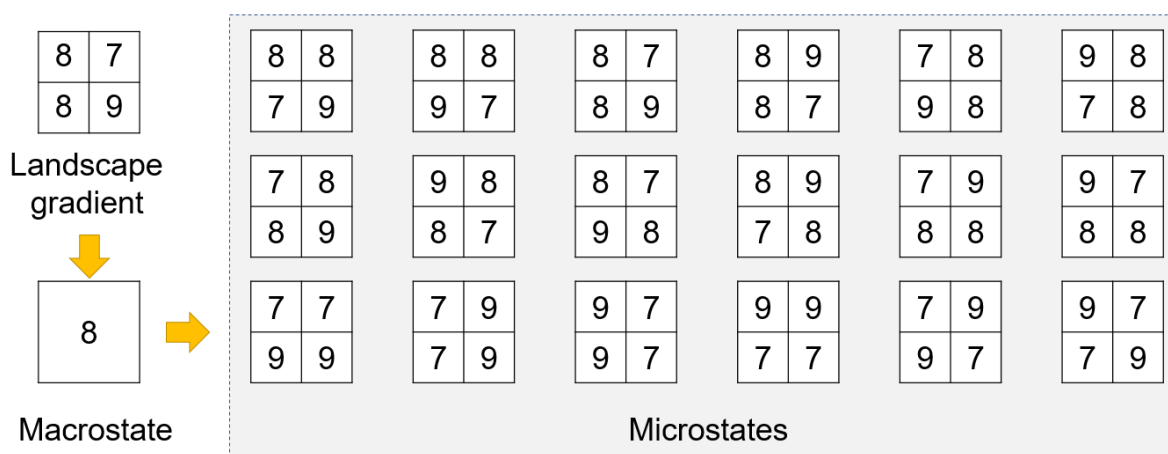 8 7
8 9
Landscape
gradient
8
Macrostate
8 8 8 8 8 7 8 9 7 8 9 8
7 9 9 7 8 9 8 7 9 8 7 8
7 8 9 8 8 7 8 9 7 9 9 7
8 9 8 7 9 8 7 8 8 8 8 8
7 7 7 9 9 7 9 9 7 9 9 7
9 9 7 9 9 7 7 7 9 7 7 9
Microstates